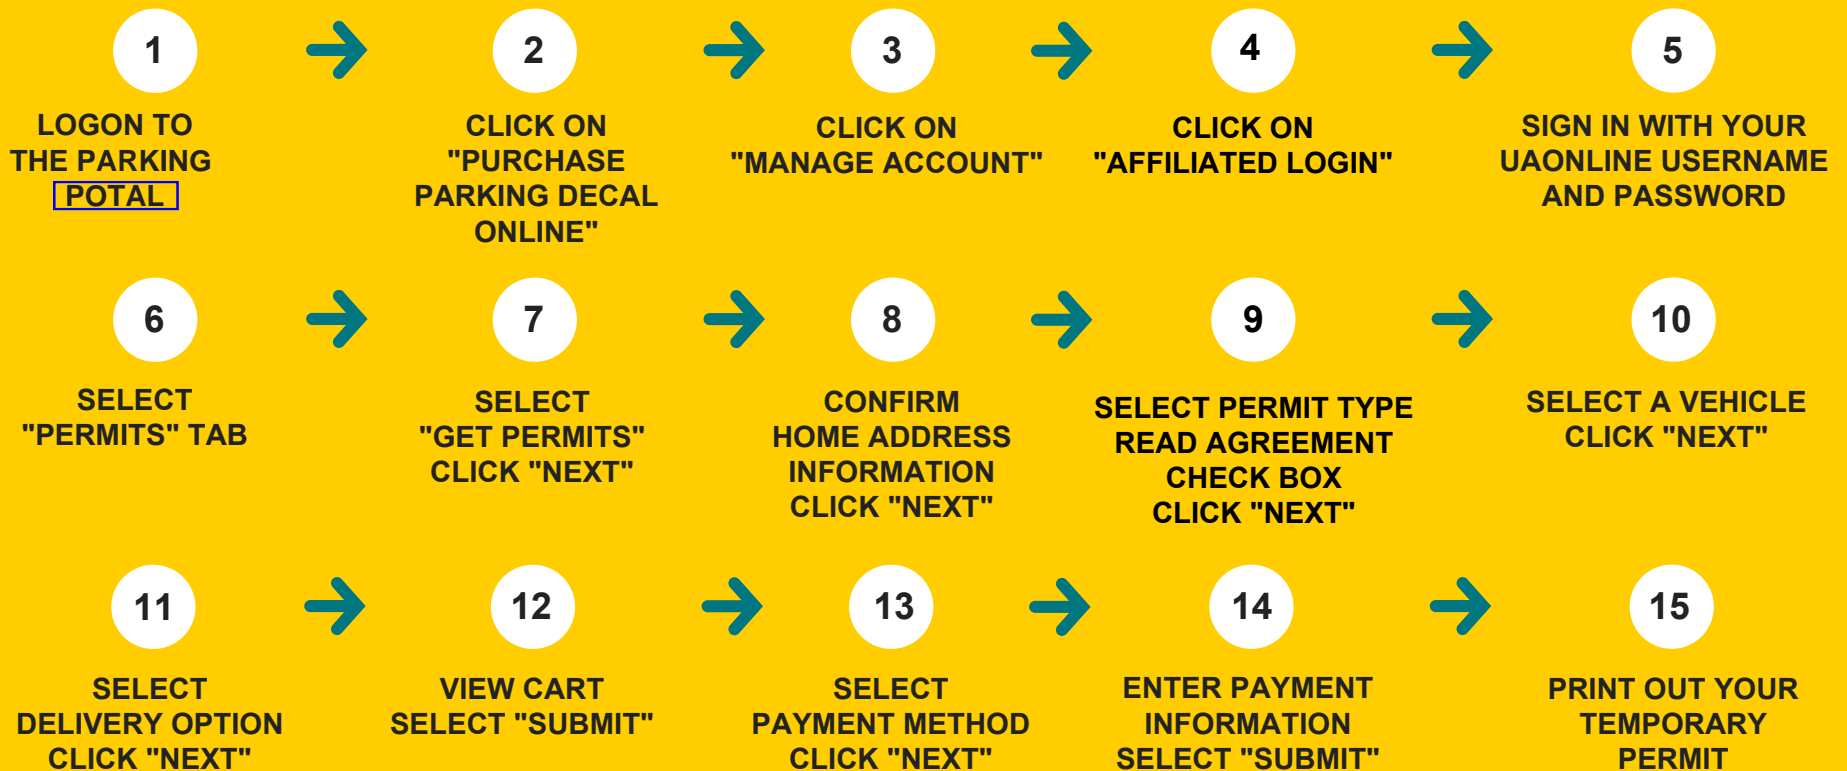 1
LOGON TO
THE PARKING
POTAL
2
CLICK ON
"PURCHASE
PARKING DECAL
ONLINE"
3
CLICK ON
"MANAGE ACCOUNT"
4
CLICK ON
"AFFILIATED LOGIN"
5
SIGN IN WITH YOUR
UAONLINE USERNAME
AND PASSWORD
6
SELECT
"PERMITS" TAB
7
SELECT
"GET PERMITS"
CLICK "NEXT"
8
CONFIRM
HOME ADDRESS
INFORMATION
CLICK "NEXT"
9
SELECT PERMIT TYPE
READ AGREEMENT
CHECK BOX
CLICK "NEXT"
10
SELECT A VEHICLE
CLICK "NEXT"
11
SELECT
DELIVERY OPTION
CLICK "NEXT"
12
VIEW CART
SELECT "SUBMIT"
13
SELECT
PAYMENT METHOD
CLICK "NEXT"
14
ENTER PAYMENT
INFORMATION
SELECT "SUBMIT"
15
PRINT OUT YOUR
TEMPORARY
PERMIT